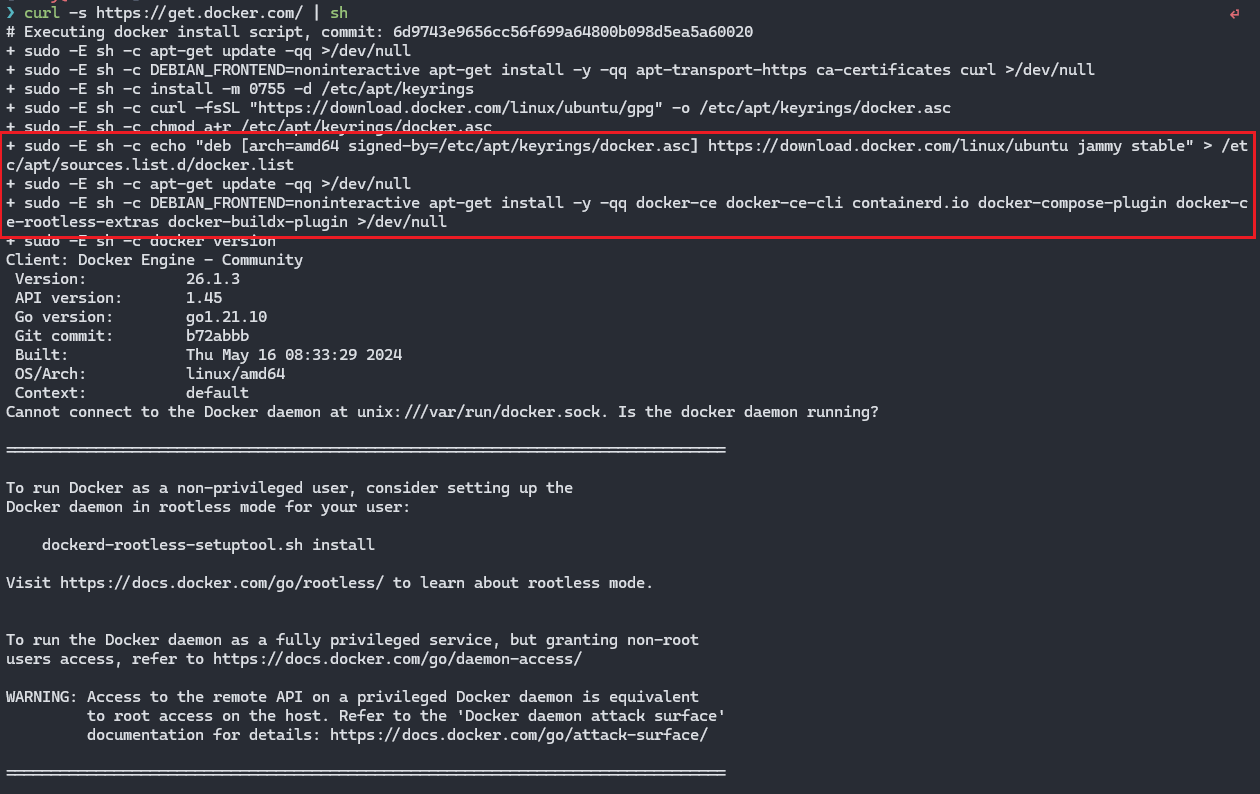 ❯ curl -s https://get.docker.com/ | sh
# Executing docker install script, commit: 6d9743e9656cc56f699a64800b098d5ea5a60020
+ sudo -E sh -c apt-get update -qq >/dev/null
+ sudo -E sh -c DEBIAN_FRONTEND=noninteractive apt-get install -y -qq apt-transport-https ca-certificates curl >/dev/null
+ sudo -E sh -c install -m 0755 -d /etc/apt/keyrings
+ sudo -E sh -c curl -fsSL "https://download.docker.com/linux/ubuntu/gpg" -o /etc/apt/keyrings/docker.asc
+ sudo -E sh -c chmod a+r /etc/apt/keyrings/docker.asc
+ sudo -E sh -c echo "deb [arch=amd64 signed-by=/etc/apt/keyrings/docker.asc] https://download.docker.com/linux/ubuntu jammy stable" > /et
c/apt/sources.list.d/docker.list
+ sudo -E sh -c apt-get update -qq >/dev/null
+ sudo -E sh -c DEBIAN_FRONTEND=noninteractive apt-get install -y -qq docker-ce docker-ce-cli containerd.io docker-compose-plugin docker-c
e-rootless-extras docker-buildx-plugin >/dev/null
+ sudo -E sh -c docker version
Client: Docker Engine - Community
 Version:           26.1.3
 API version:       1.45
 Go version:        go1.21.10
 Git commit:        b72abbb
 Built:             Thu May 16 08:33:29 2024
 OS/Arch:           linux/amd64
 Context:           default
Cannot connect to the Docker daemon at unix:///var/run/docker.sock. Is the docker daemon running?
================================================================================
To run Docker as a non-privileged user, consider setting up the
Docker daemon in rootless mode for your user:
    dockerd-rootless-setuptool.sh install
Visit https://docs.docker.com/go/rootless/ to learn about rootless mode.
To run the Docker daemon as a fully privileged service, but granting non-root
users access, refer to https://docs.docker.com/go/daemon-access/
WARNING: Access to the remote API on a privileged Docker daemon is equivalent
         to root access on the host. Refer to the 'Docker daemon attack surface'
         documentation for details: https://docs.docker.com/go/attack-surface/
================================================================================